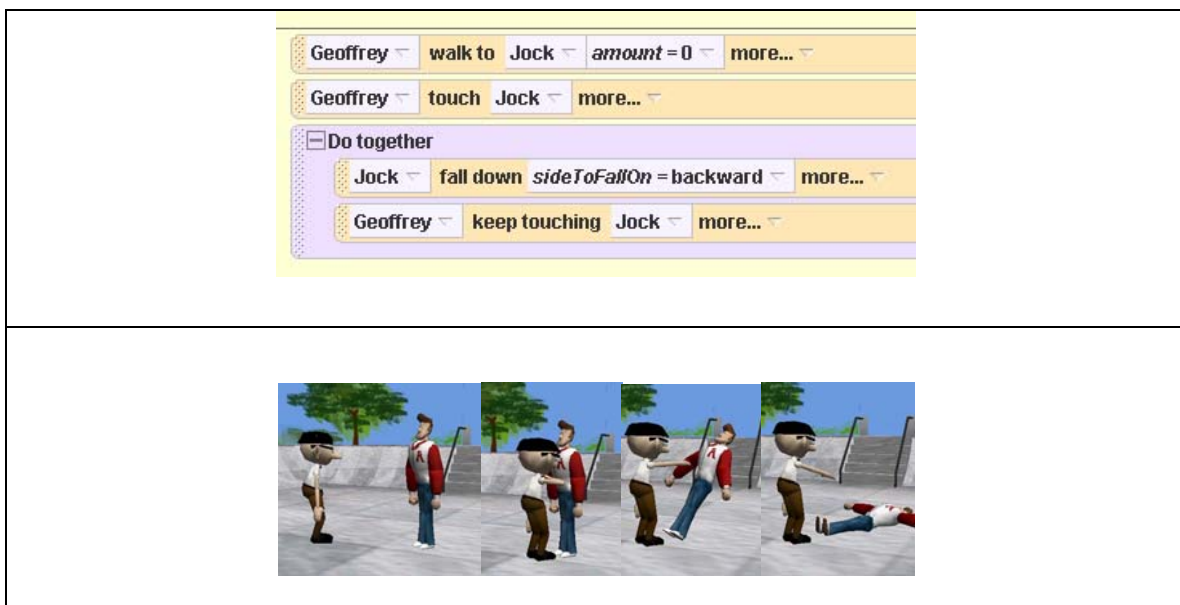 Geoffrey walk to Jock amount = 0 more...
Geoffrey touch Jock more...
Do together
Jock fall down sideToFallOn = backward more...
Geoffrey keep touching Jock more...